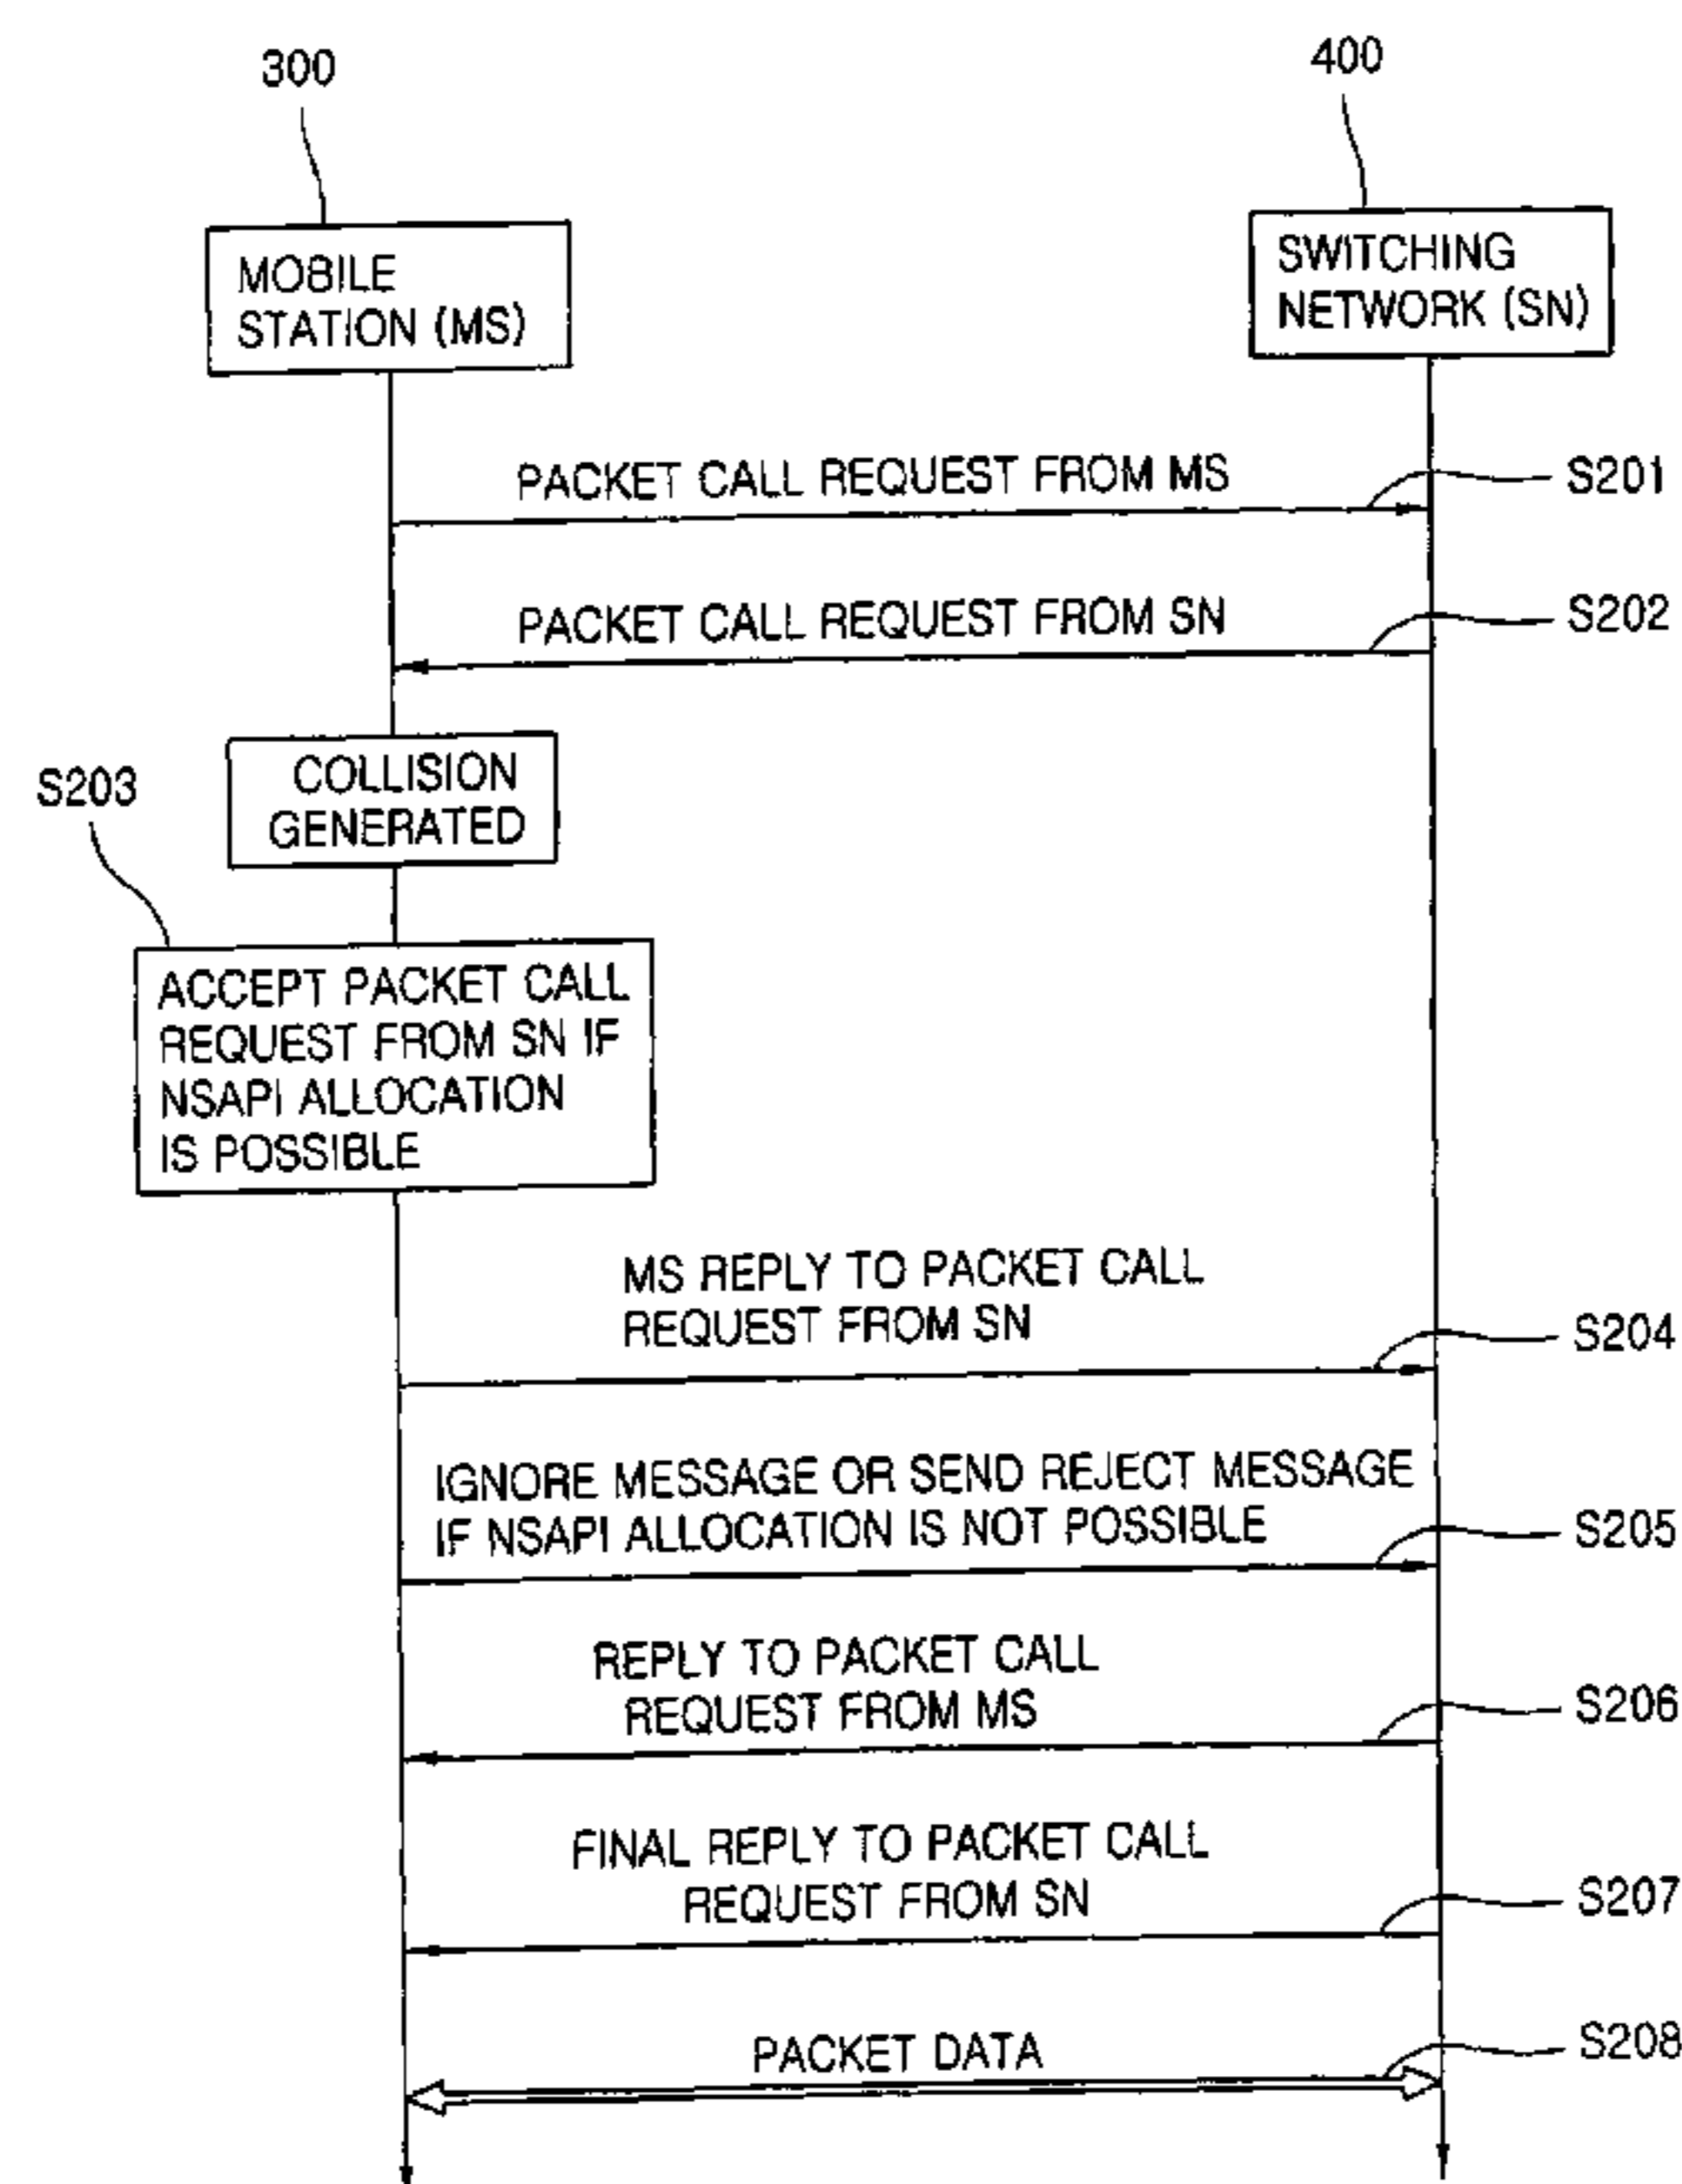 300
400
MOBILE
STATION (MS)
SWITCHING
NETWORK (SN)
PACKET CALL REQUEST FROM MS
S201
PACKET CALL REQUEST FROM SN
S202
COLLISION
GENERATED
S203
ACCEPT PACKET CALL
REQUEST FROM SN IF
NSAPI ALLOCATION
IS POSSIBLE
MS REPLY TO PACKET CALL
REQUEST FROM SN
S204
IGNORE MESSAGE OR SEND REJECT MESSAGE
IF NSAPI ALLOCATION IS NOT POSSIBLE
S205
REPLY TO PACKET CALL
REQUEST FROM MS
S206
FINAL REPLY TO PACKET CALL
REQUEST FROM SN
S207
PACKET DATA
S208